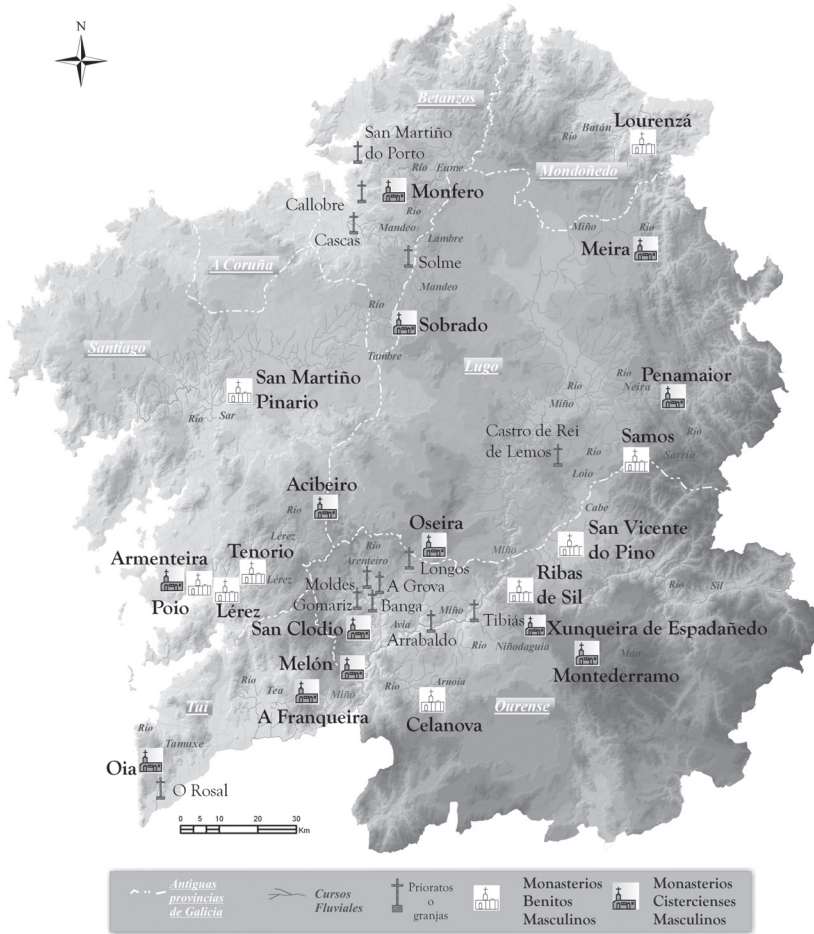 N
Betanzos
Lourenzá
Río Batán
San Martiño
do Porto
Río Eume
Mondoñedo
Monfero
Callobre
Río
Mandeo
Cascas
Lambre
Miño
Río
Meira
A Coruña
Solme
Mandeo
Río
Sobrado
Santiago
Tambre
Lugo
San Martiño
Pinario
Río Sar
Río
Neira
Penamaior
Río
Miño
Castro de Rei
de Lemos
Samos
Río
Sarria
Río
Loio
Acibeiro
Río
Lérez
Cabe
Oseira
San Vicente
do Pino
Miño
Armenteira
Tenorio
Lérez
Río
Arenteiro
Longos
Moldes
A Grova
Ribas
de Sil
Río Sil
Poio
Lérez
Gomariz
Banga
Miño
Tibiás
San Clodio
Avia
Arrabaldo
Río
Niñodaguia
Xunqueira de Espadañedo
Mao
Melón
Montederramo
Río
Tea
Miño
Río
Arnoia
Tui
A Franqueira
Celanova
Ourense
Río
Tamuxe
Oia
O Rosal
0 5 10 20 30
Km
Antiguas
provincias
de Galicia
Cursos
Fluviales
Prioratos
o
granjas
Monasterios
Benitos
Masculinos
Monasterios
Cistercienses
Masculinos